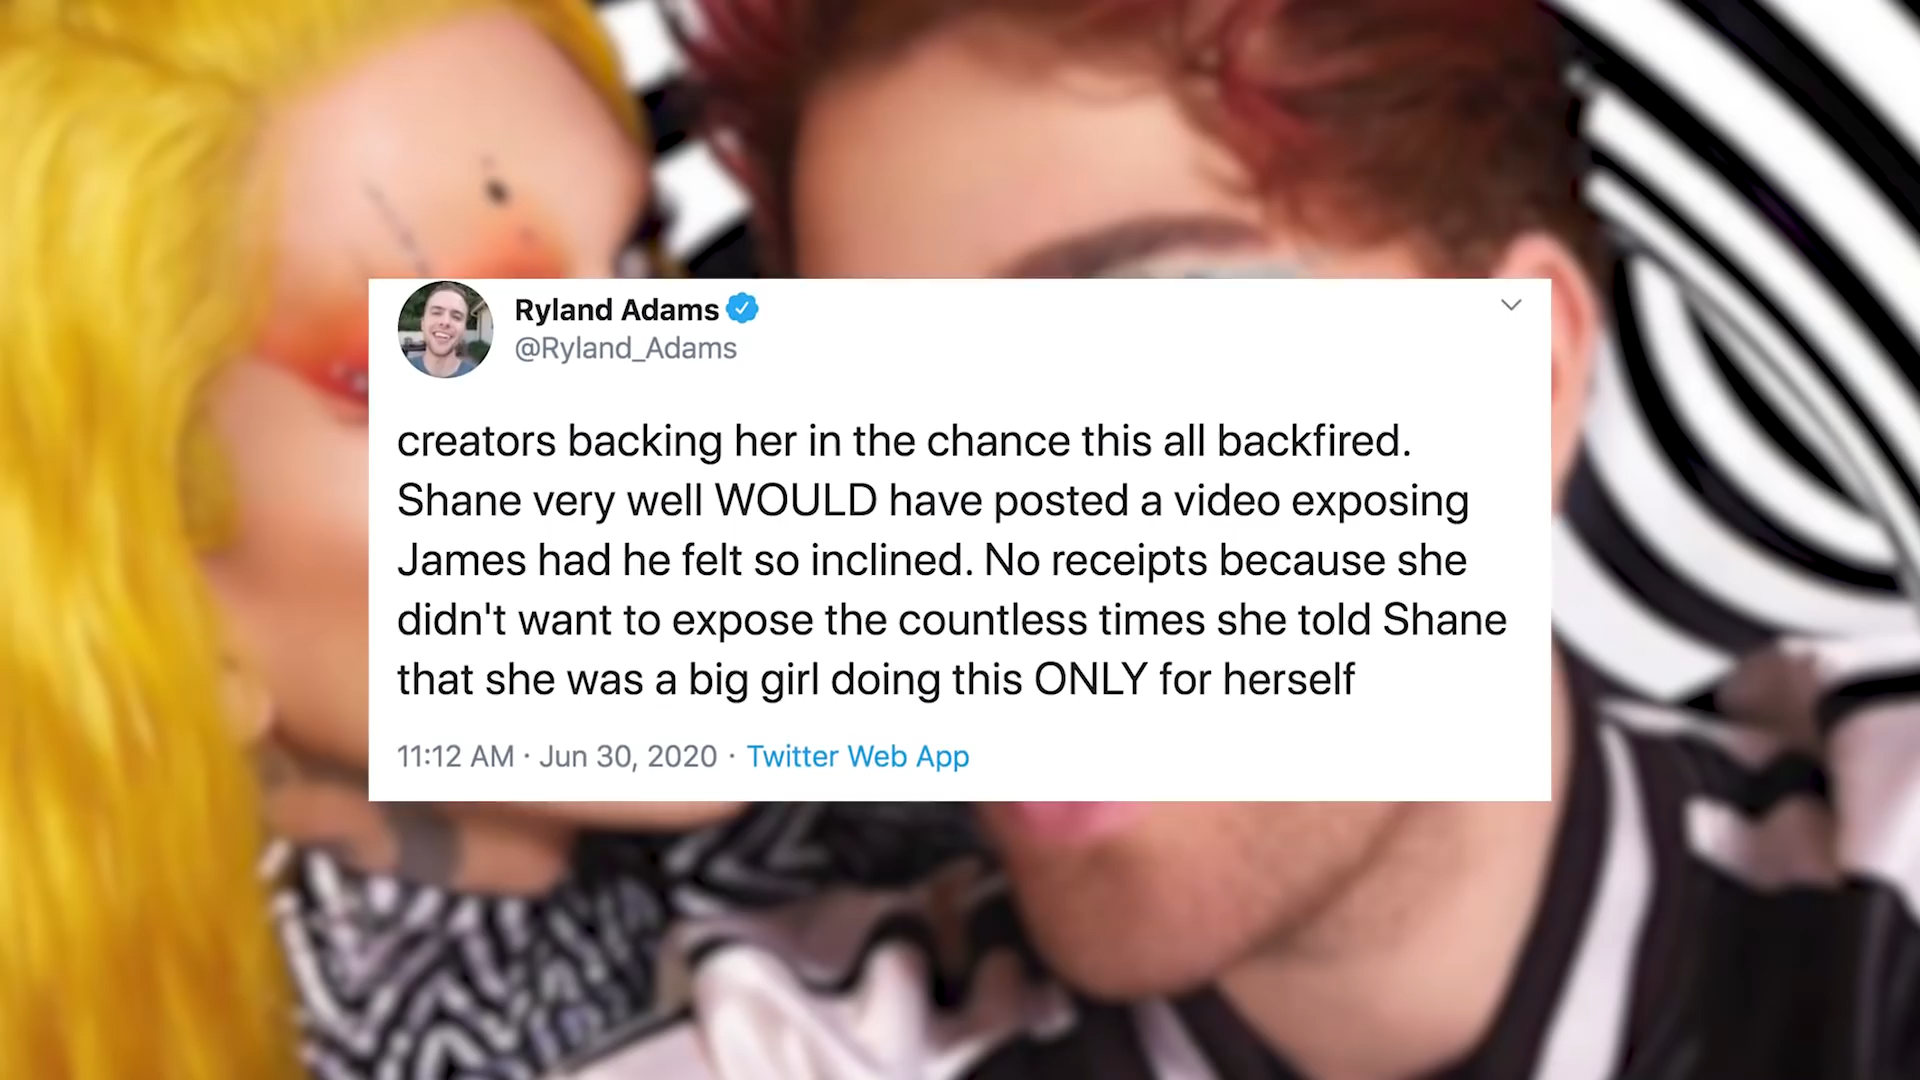 Ryland Adams
@Ryland_Adams
creators backing her in the chance this all backfired.
Shane very well WOULD have posted a video exposing
James had he felt so inclined. No receipts because she
didn't want to expose the countless times she told Shane
that she was a big girl doing this ONLY for herself
11:12 AM · Jun 30, 2020 · Twitter Web App